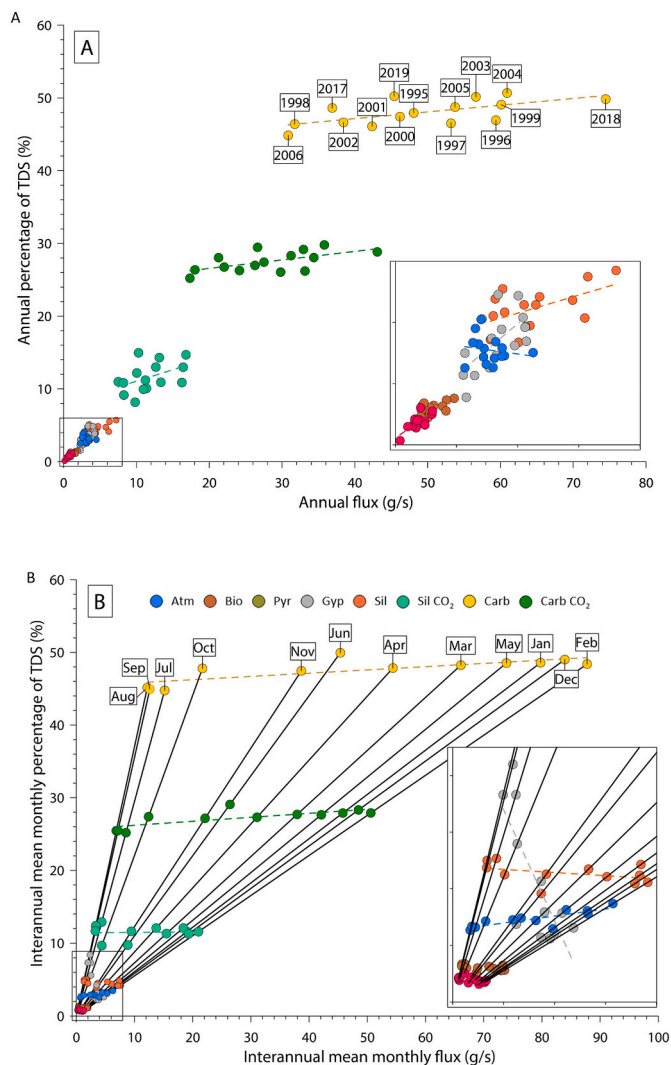 A
A
60
50
40
30
20
10
0
Annual percentage of TDS (%)
2003
2019
2004
2017
1995
2005
1998
2001
1999
2018
2006
2002
2000
1997
1996
0 10 20 30 40 50 60 70 80
Annual flux (g/s)
B
B
Atm Bio Pyr Gyp Sil Sil CO₂ Carb Carb CO₂
60
50
40
30
20
10
0
Interannual mean monthly percentage of TDS (%)
Jun
Oct
Sep
Jul
Aug
Nov
Apr
Mar
May
Jan
Feb
Dec
0 10 20 30 40 50 60 70 80 90 100
Interannual mean monthly flux (g/s)